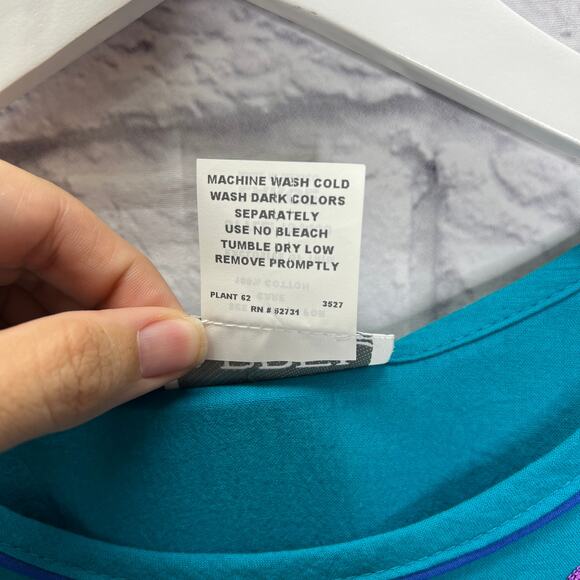 MACHINE WASH COLD
WASH DARK COLORS
SEPARATELY
USE NO BLEACH
TUMBLE DRY LOW
REMOVE PROMPTLY
PLANT 62 3527
RN # 62731